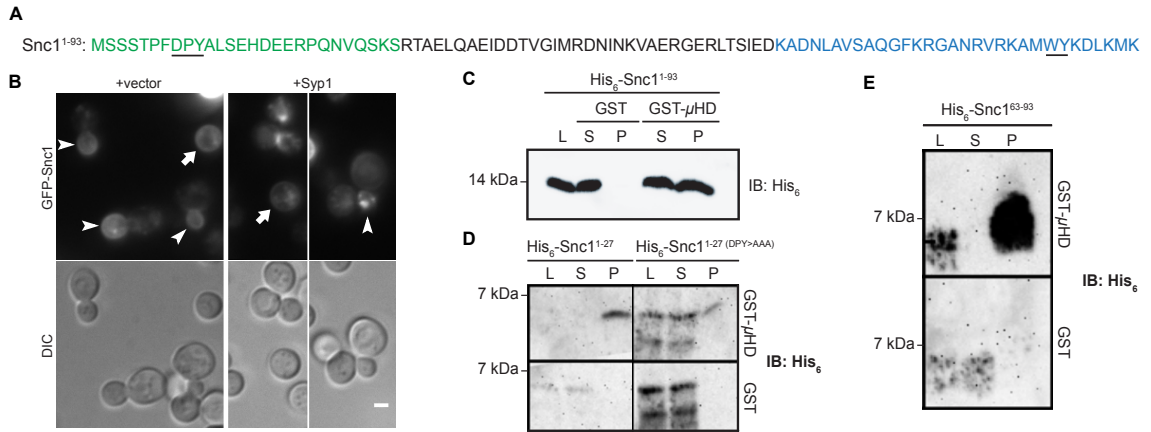 A
Snc1¹⁻⁹³: MSSSTPFDPYALSEHDEERPQNVQSKSRTAELQAEIDDTVGIMRDNINKVAERGERLTSIEDKADNLAVSAQGFKRGANRVRKAMWYKDLKMK
B
+vector +Syp1
GFP-Snc1
DIC
C
His₆-Snc1¹⁻⁹³
GST GST-µHD
L S P S P
14 kDa
IB: His₆
D
His₆-Snc1¹⁻²⁷ His₆-Snc1¹⁻²⁷ ⁽ᴰᴾʸ'ᐳᴬᴬᴬ⁾
L S P L S P
7 kDa
GST-µHD
7 kDa
GST
IB: His₆
E
His₆-Snc1⁶³⁻⁹³
L S P
7 kDa
GST-µHD
7 kDa
GST
IB: His₆